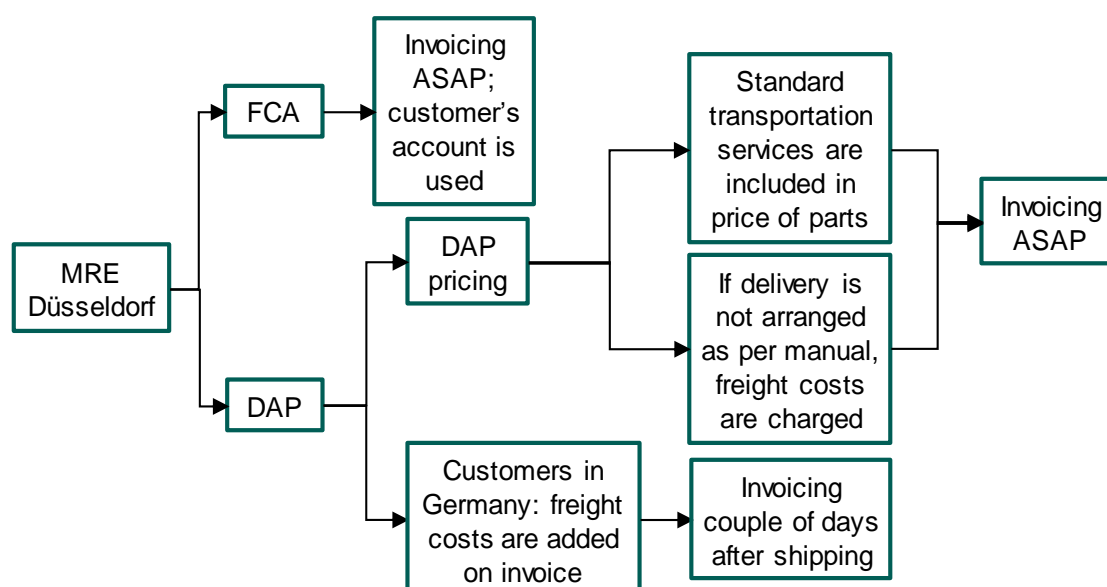 MRE
Düsseldorf
FCA
Invoicing
ASAP;
customer's
account is
used
DAP
DAP
pricing
Standard
transportation
services are
included in
price of parts
If delivery is
not arranged
as per manual,
freight costs
are charged
Invoicing
ASAP
Customers in
Germany: freight
costs are added
on invoice
Invoicing
couple of days
after shipping